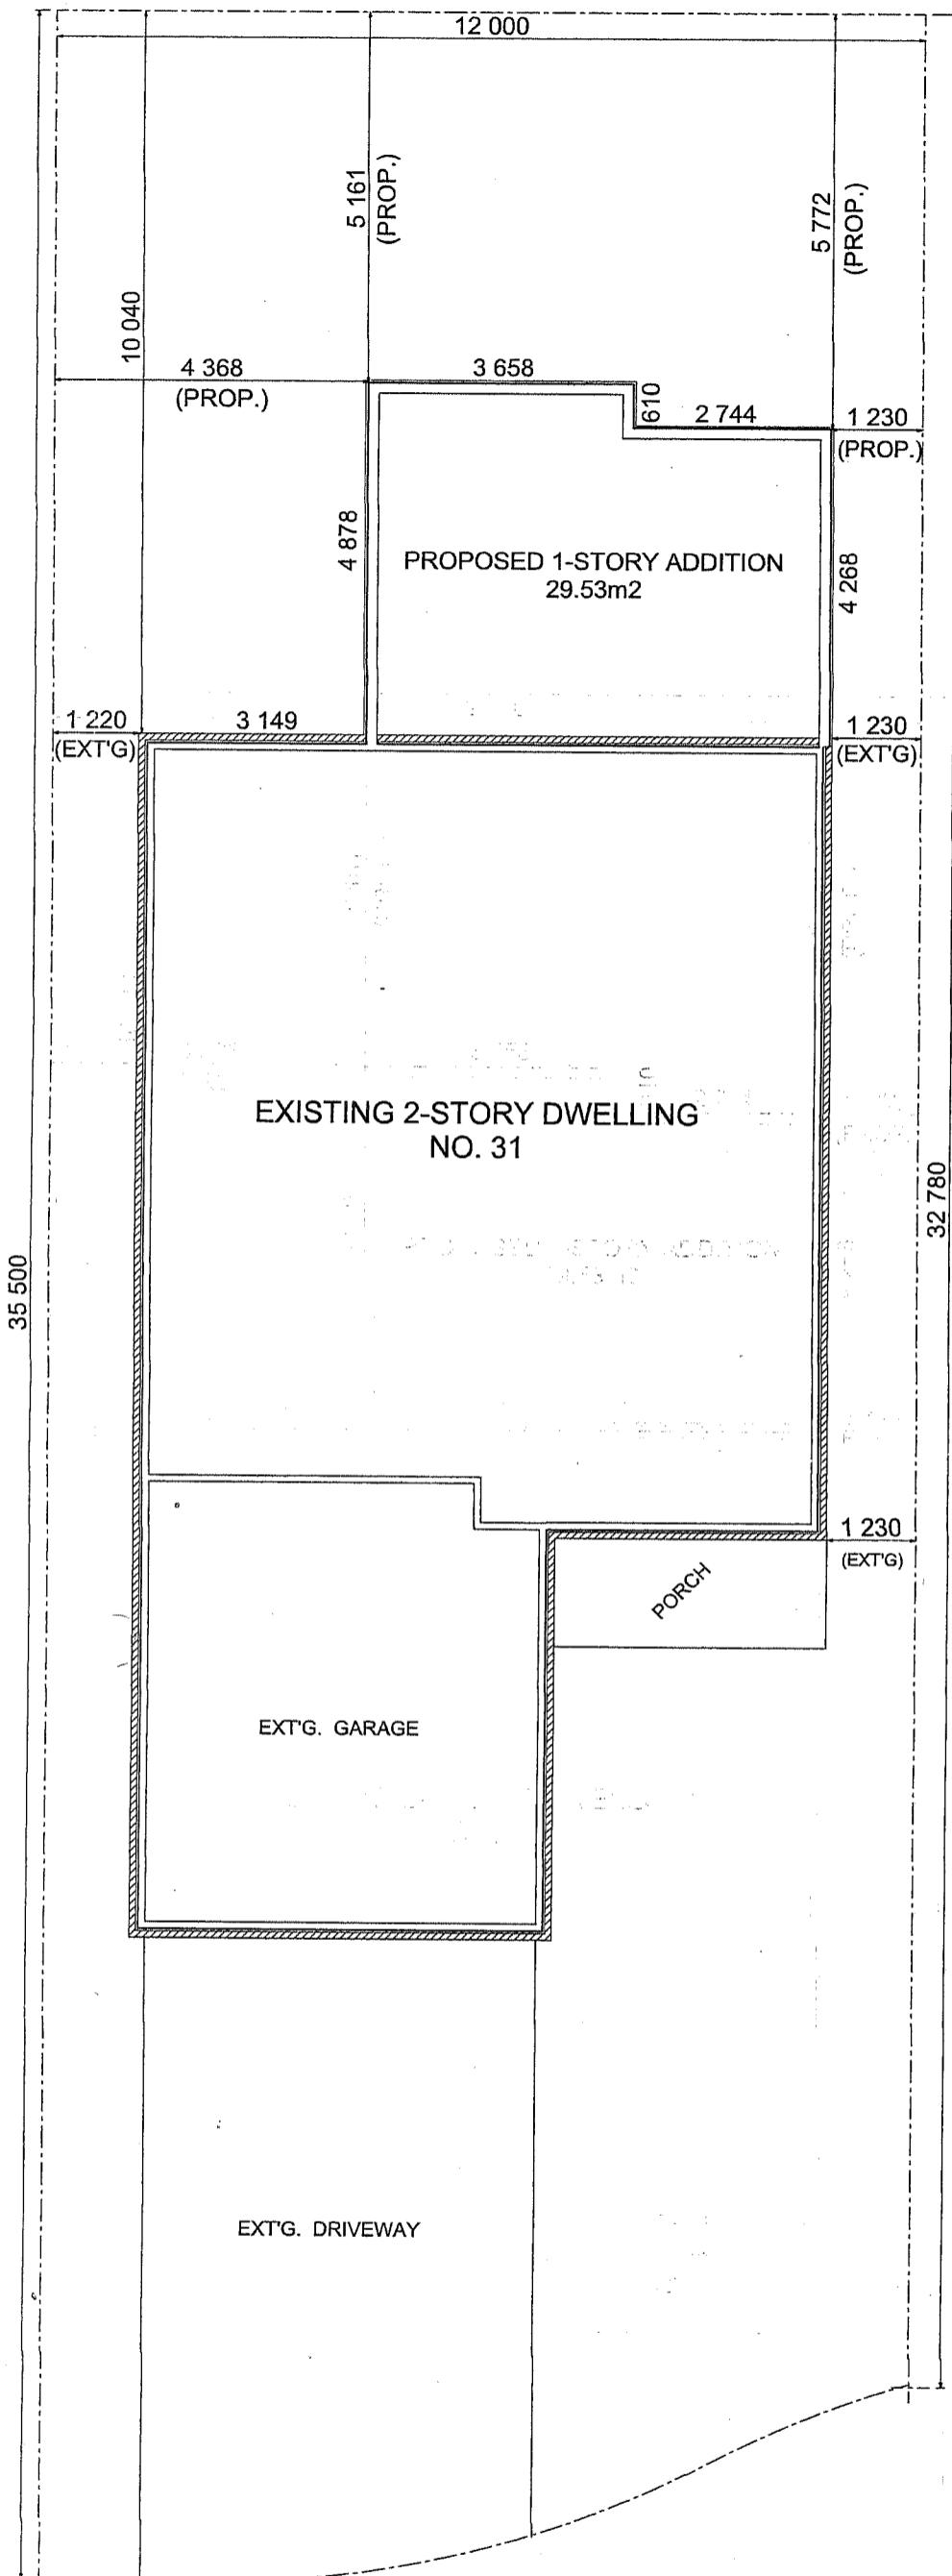 12 000
5 161
(PROP.)
5 772
(PROP.)
10 040
4 368
(PROP.)
3 658
610
2 744
1 230
(PROP.)
4 878
PROPOSED 1-STORY ADDITION
29.53m2
4 268
1 220
(EXT'G)
3 149
1 230
(EXT'G)
EXISTING 2-STORY DWELLING
NO. 31
35 500
32 780
1 230
(EXT'G)
PORCH
EXT'G. GARAGE
EXT'G. DRIVEWAY